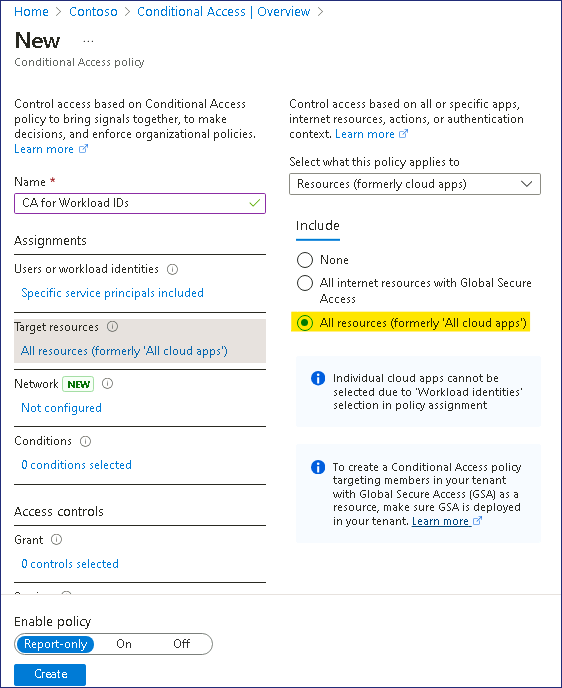 Home > Contoso > Conditional Access | Overview >
New ...
Conditional Access policy
Control access based on Conditional Access
policy to bring signals together, to make
decisions, and enforce organizational policies.
Learn more
Name *
CA for Workload IDs
Assignments
Users or workload identities
Specific service principals included
Target resources
All resources (formerly 'All cloud apps')
Network NEW
Not configured
Conditions
0 conditions selected
Access controls
Grant
0 controls selected
Control access based on all or specific apps,
internet resources, actions, or authentication
context. Learn more
Select what this policy applies to
Resources (formerly cloud apps)
Include
None
All internet resources with Global Secure
Access
All resources (formerly 'All cloud apps')
Individual cloud apps cannot be
selected due to 'Workload identities'
selection in policy assignment
To create a Conditional Access policy
targeting members in your tenant
with Global Secure Access (GSA) as a
resource, make sure GSA is deployed
in your tenant. Learn more
Enable policy
Report-only On Off
Create